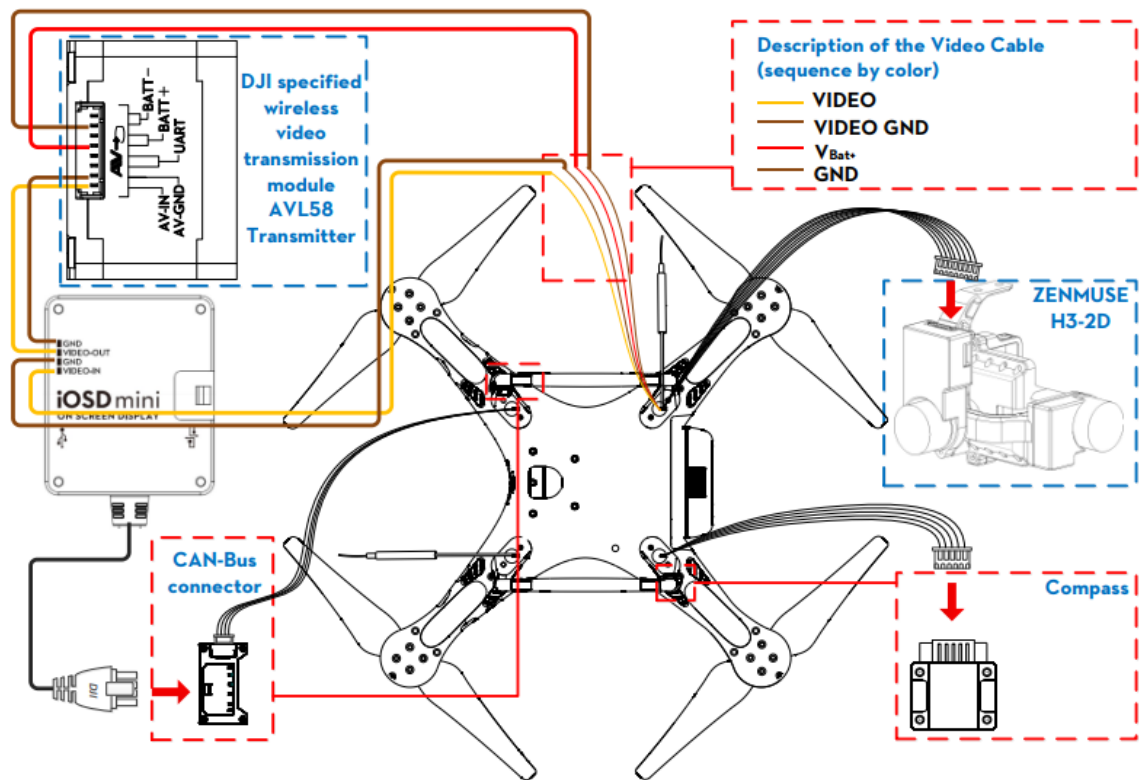 Description of the Video Cable
(sequence by color)
VIDEO
VIDEO GND
VBat+
GND
DJI specified
wireless
video
transmission
module
AVL58
Transmitter
BATT-
BATT+
UART
AV
AV-IN
AV-GND
ZENMUSE
H3-2D
GND
VIDEO-OUT
GND
VIDEO-IN
iOSD mini
ON SCREEN DISPLAY
CAN-Bus
connector
Compass
DJI